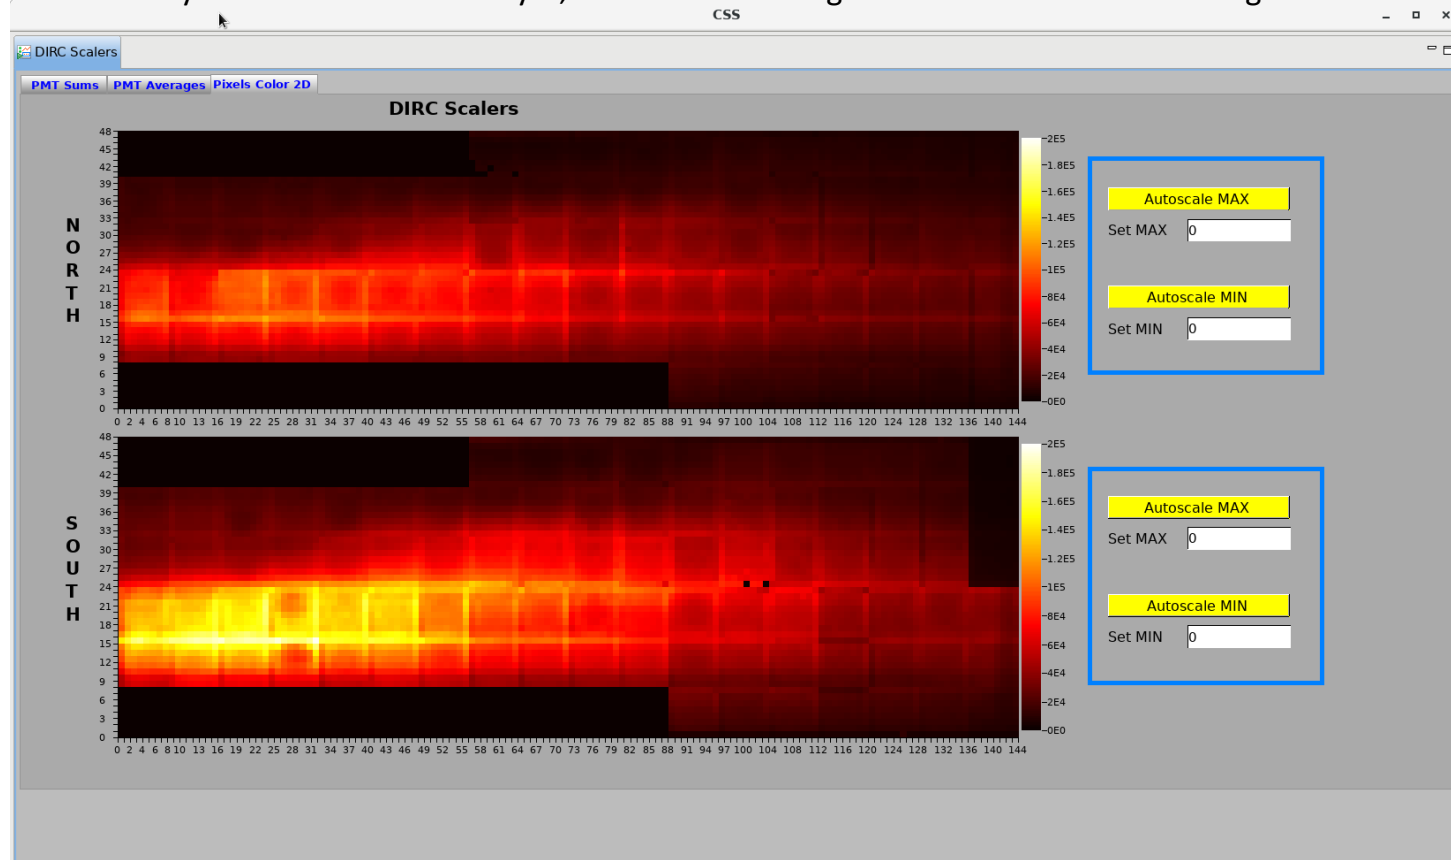 CSS
DIRC Scalers
PMT Sums PMT Averages Pixels Color 2D
DIRC Scalers
NORTH
48
45
42
39
36
33
30
27
24
21
18
15
12
9
6
3
0
0 2 4 6 8 10 13 16 19 22 25 28 31 34 37 40 43 46 49 52 55 58 61 64 67 70 73 76 79 82 85 88 91 94 97 100 104 108 112 116 120 124 128 132 136 140 144
2E5
1.8E5
1.6E5
1.4E5
1.2E5
1E5
8E4
6E4
4E4
2E4
0E0
Autoscale MAX
Set MAX 0
Autoscale MIN
Set MIN 0
SOUTH
48
45
42
39
36
33
30
27
24
21
18
15
12
9
6
3
0
0 2 4 6 8 10 13 16 19 22 25 28 31 34 37 40 43 46 49 52 55 58 61 64 67 70 73 76 79 82 85 88 91 94 97 100 104 108 112 116 120 124 128 132 136 140 144
2E5
1.8E5
1.6E5
1.4E5
1.2E5
1E5
8E4
6E4
4E4
2E4
0E0
Autoscale MAX
Set MAX 0
Autoscale MIN
Set MIN 0